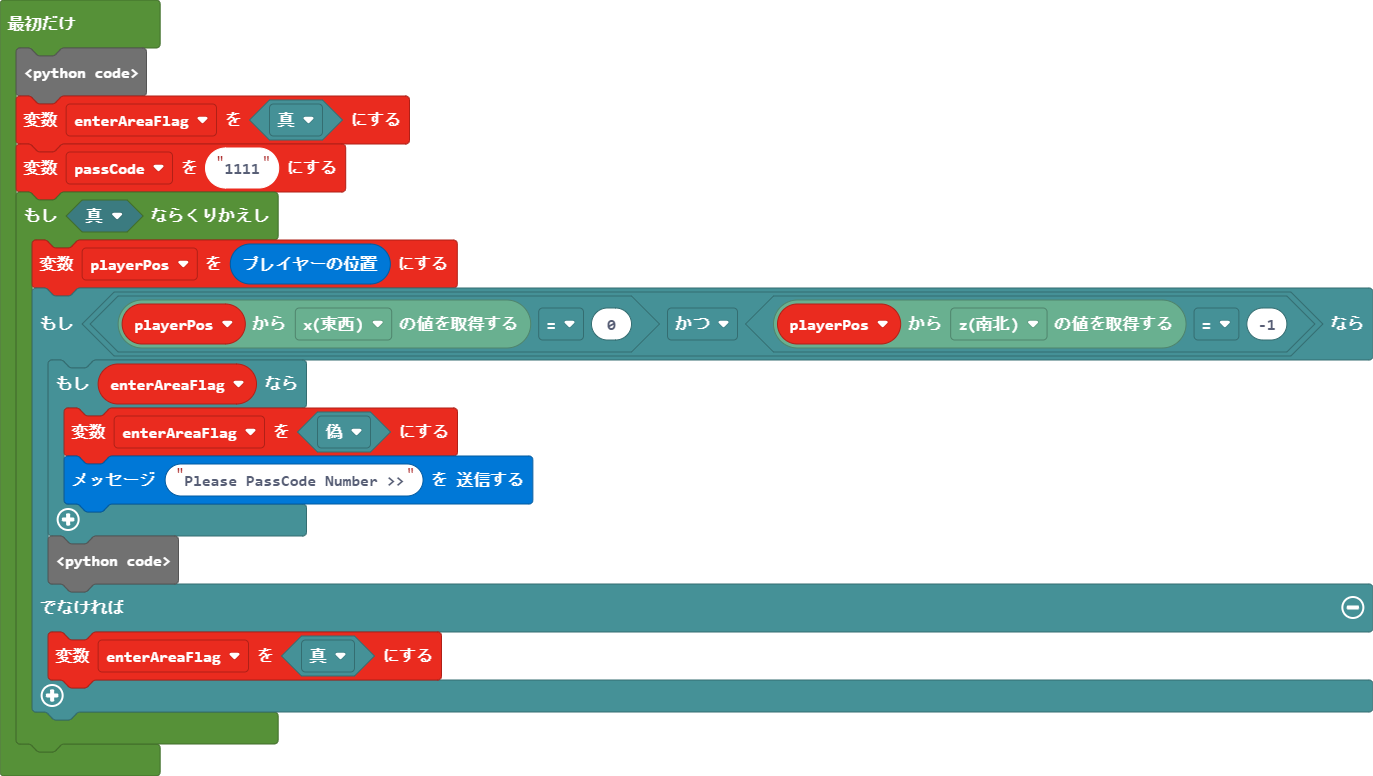 最初だけ
<python code>
変数 enterAreaFlag を 真 にする
変数 passCode を "1111" にする
もし 真 ならくりかえし
変数 playerPos を プレイヤーの位置 にする
もし playerPos から x(東西) の値を取得する = 0 かつ playerPos から z(南北) の値を取得する = -1 なら
もし enterAreaFlag なら
変数 enterAreaFlag を 偽 にする
メッセージ "Please PassCode Number >>" を 送信する
<python code>
でなければ
変数 enterAreaFlag を 真 にする